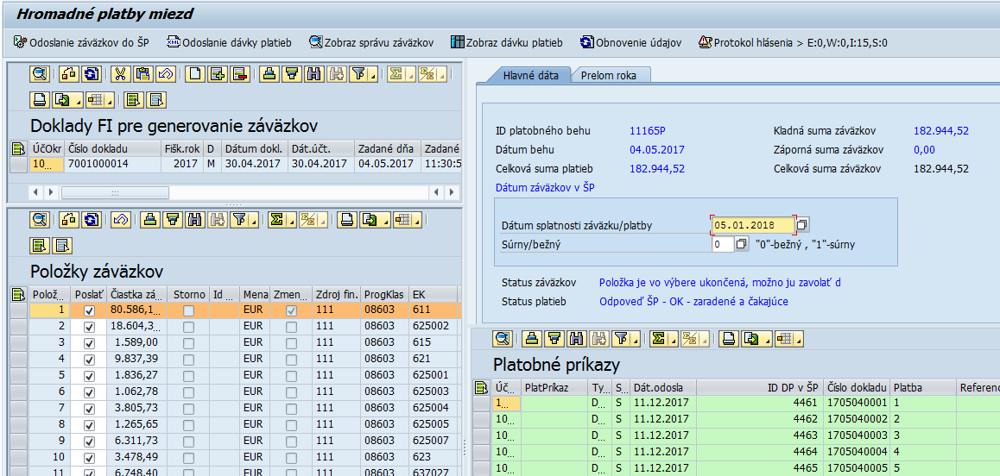 Hromadné platby miezd
Odoslanie záväzkov do ŠP Odoslanie dávky platieb Zobraz správu záväzkov Zobraz dávku platieb Obnovenie údajov Protokol hlásenia > E:0,W:0,I:15,S:0
Doklady FI pre generovanie záväzkov
ÚčOkr Číslo dokladu Fišk.rok D Dátum dokl. Dát.účt. Zadané dňa Zadané
10... 7001000014 2017 M 30.04.2017 30.04.2017 04.05.2017 11:30:5
Položky záväzkov
Polož... Poslať Čiastka zá... Storno Id ... Mena Zmen... Zdroj fin. ProgKlas EK
1 80.586,1... EUR 111 08603 611
2 18.604,3... EUR 111 08603 625002
3 1.589,00 EUR 111 08603 615
4 9.837,39 EUR 111 08603 621
5 1.836,27 EUR 111 08603 625001
6 1.062,78 EUR 111 08603 625003
7 3.805,73 EUR 111 08603 625004
8 1.265,65 EUR 111 08603 625005
9 6.311,73 EUR 111 08603 625007
10 3.478,49 EUR 111 08603 623
11 6.748,40 EUR 111 08603 637027
Hlavné dáta Prelom roka
ID platobného behu 11165P Kladná suma záväzkov 182.944,52
Dátum behu 04.05.2017 Záporná suma záväzkov 0,00
Celková suma platieb 182.944,52 Celková suma záväzkov 182.944,52
Dátum záväzkov v ŠP
Dátum splatnosti záväzku/platby 05.01.2018
Súrny/bežný 0 "0"-bežný , "1"-súrny
Status záväzkov Položka je vo výbere ukončená, možno ju zavolať d
Status platieb Odpoveď ŠP - OK - zaradené a čakajúce
Platobné príkazy
Úč... PlatPríkaz Ty... S... Dát.odosla ID DP v ŠP Číslo dokladu Platba Referenc
1... D... S 11.12.2017 4461 1705040001 1
10... D... S 11.12.2017 4462 1705040002 2
10... D... S 11.12.2017 4463 1705040003 3
10... D... S 11.12.2017 4464 1705040004 4
10... D... S 11.12.2017 4465 1705040005 5